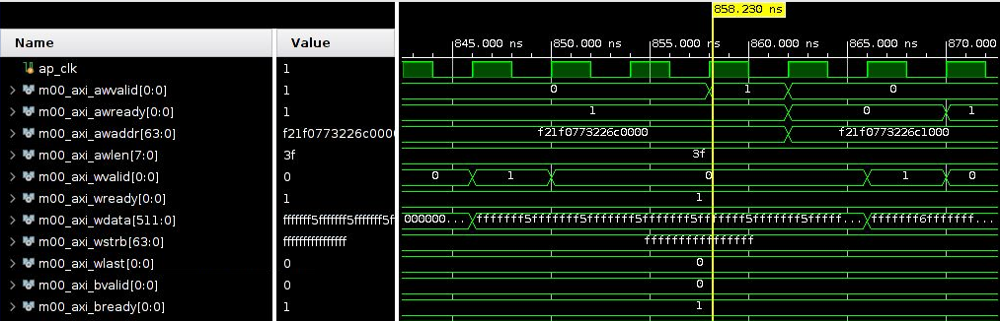 858.230 ns
Name Value 845.000 ns 850.000 ns 855.000 ns 860.000 ns 865.000 ns 870.000
ap_clk 1
m00_axi_awvalid[0:0] 1 0 1 0
m00_axi_awready[0:0] 1 1 0 1
m00_axi_awaddr[63:0] f21f0773226c000 f21f0773226c0000 f21f0773226c1000
m00_axi_awlen[7:0] 3f 3f
m00_axi_wvalid[0:0] 0 0 1 0 1 0
m00_axi_wready[0:0] 1 1
m00_axi_wdata[511:0] fffffff5fffffff5fffffff5f 000000... fffffff5fffffff5fffffff5fffffff5fffffff5fffff... fffffff6fffffff...
m00_axi_wstrb[63:0] ffffffffffffffff ffffffffffffffff
m00_axi_wlast[0:0] 0 0
m00_axi_bvalid[0:0] 0 0
m00_axi_bready[0:0] 1 1